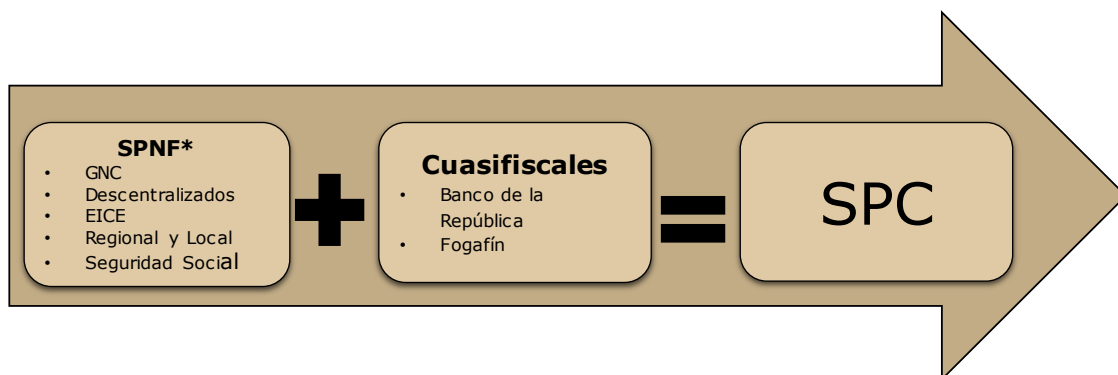 SPNF*
• GNC
• Descentralizados
• EICE
• Regional y Local
• Seguridad Social
Cuasifiscales
• Banco de la
República
• Fogafín
SPC